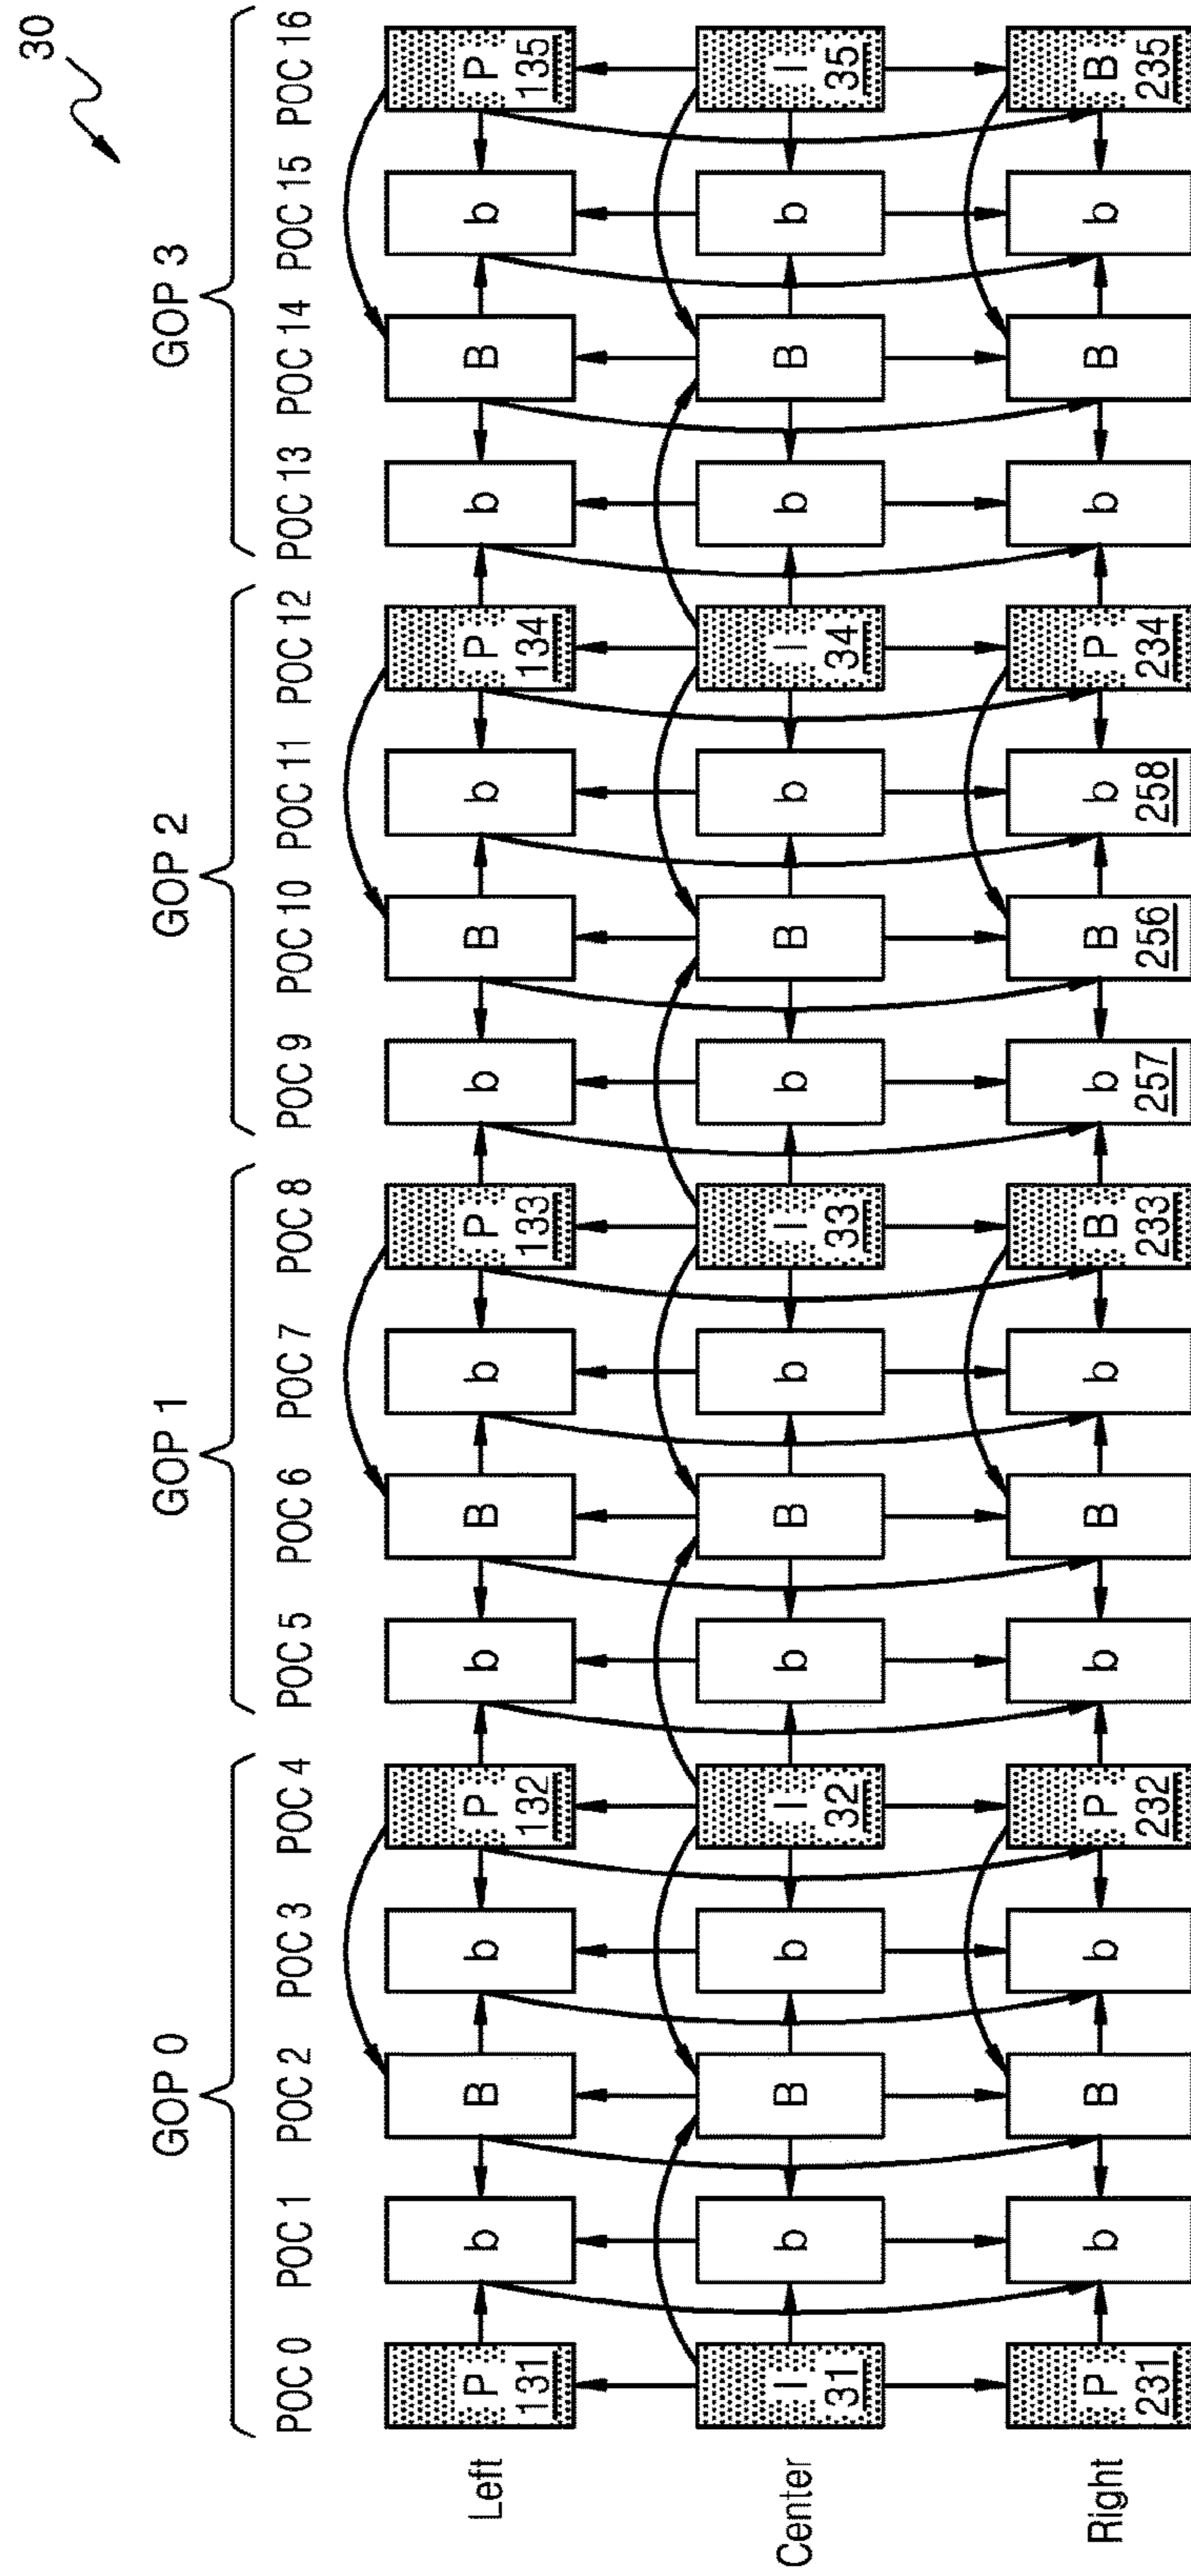 30
GOP 0 GOP 1 GOP 2 GOP 3
POC 0 POC 1 POC 2 POC 3 POC 4 POC 5 POC 6 POC 7 POC 8 POC 9 POC 10 POC 11 POC 12 POC 13 POC 14 POC 15 POC 16
Left P b B b P b B b P b B b P b B b P
131 132 133 134 135
Center I b B b I b B b I b B b I b B b I
31 32 33 34 35
Right P b B b P b B b B b B b P b B b B
231 232 233 257 256 258 234 235